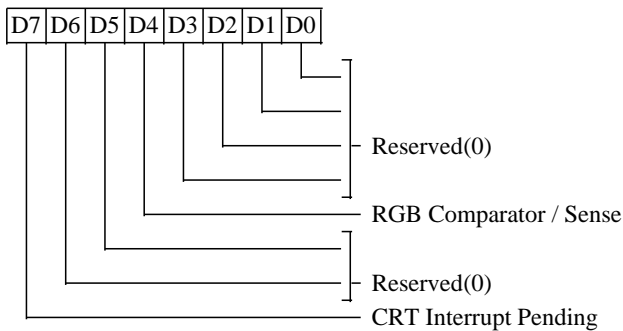 D7 D6 D5 D4 D3 D2 D1 D0
Reserved(0)
RGB Comparator / Sense
Reserved(0)
CRT Interrupt Pending